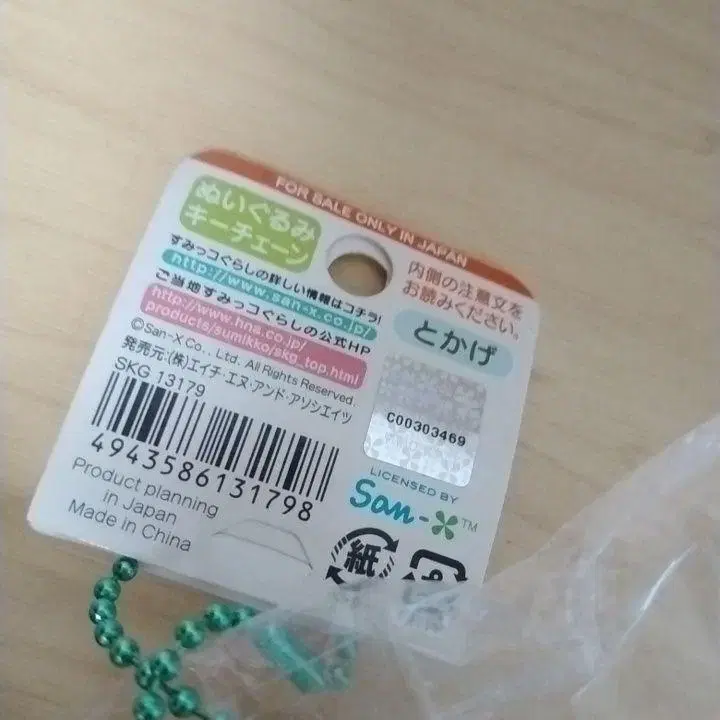 FOR SALE ONLY IN JAPAN
ぬいぐるみ
キーチェーン
すみっコぐらしの詳しい情報はコチラ!
http://www.san-x.co.jp/
ご当地すみっコぐらしの公式HP
http://www.hna.co.jp/
products/sumikko/skg_top.html
©San-X Co., Ltd. All Rights Reserved.
発売元:(株)エイチ・エヌ・アンド・アソシエイツ
SKG 13179
4943586131798
Product planning
in Japan
Made in China
内側の注意文を
お読みください。
とかげ
C00303469
LICENSED BY
San-X™
紙